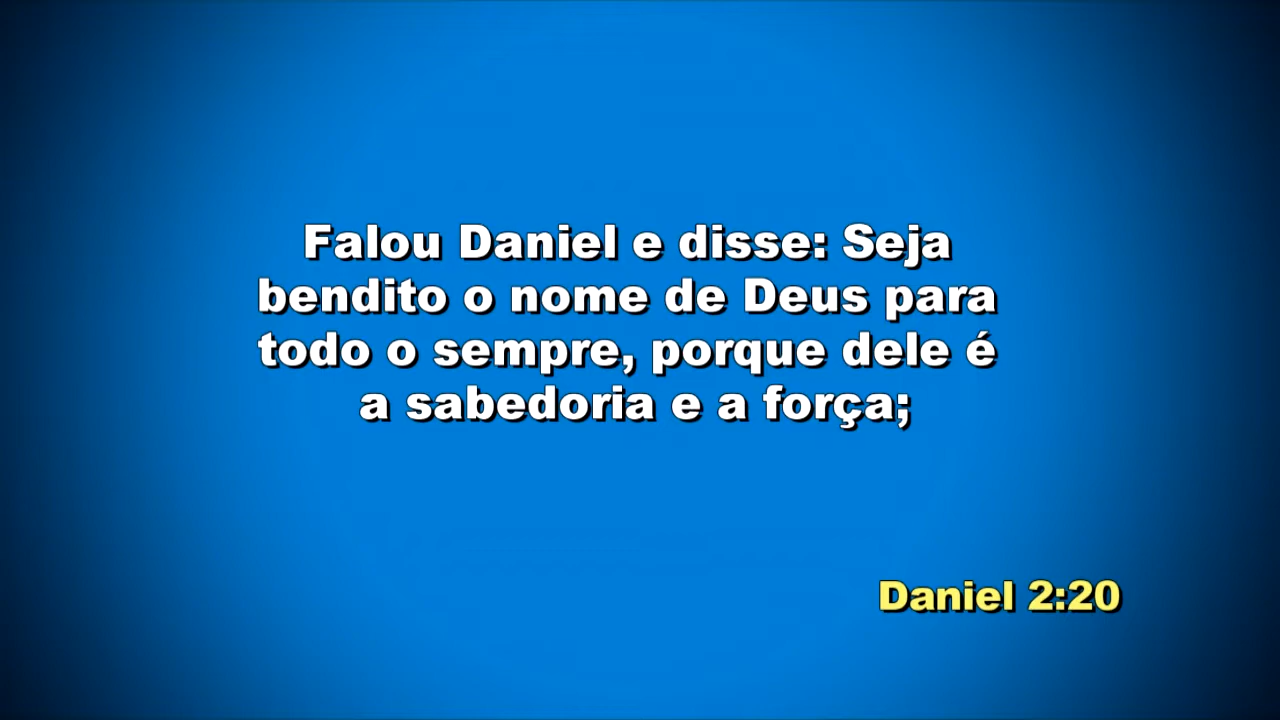 Falou Daniel e disse: Seja
bendito o nome de Deus para
todo o sempre, porque dele é
a sabedoria e a força;
Daniel 2:20